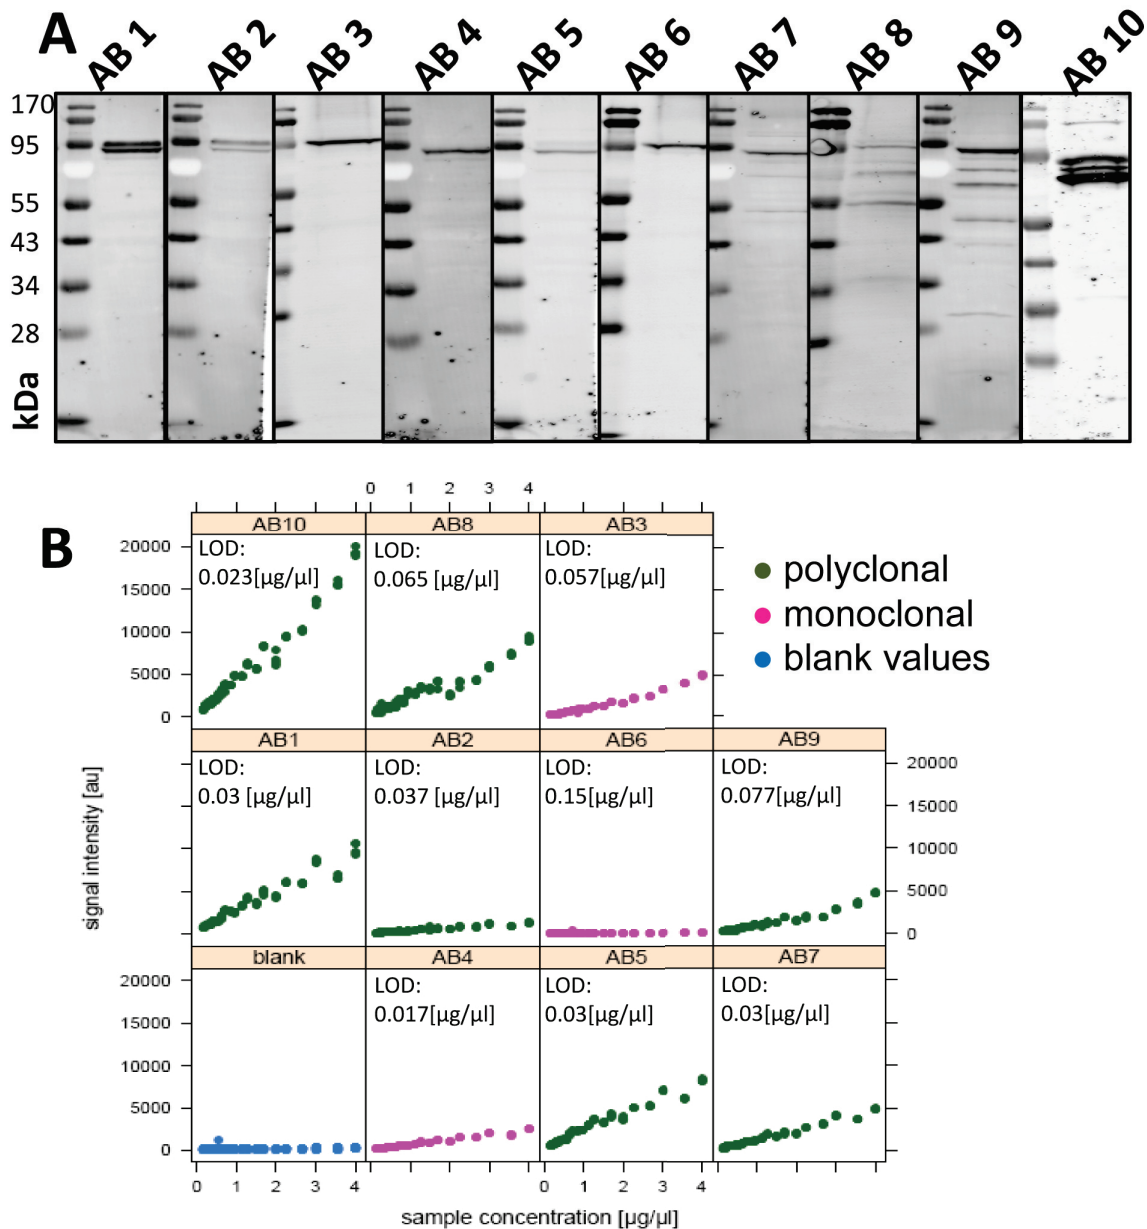 A
AB 1 AB 2 AB 3 AB 4 AB 5 AB 6 AB 7 AB 8 AB 9 AB 10
170
95
55
43
34
28
kDa
B
0 1 2 3 4
AB10 AB8 AB3
LOD: LOD: LOD:
0.023[µg/µl] 0.065 [µg/µl] 0.057[µg/µl]
20000
15000
10000
5000
0
polyclonal
monoclonal
blank values
AB1 AB2 AB6 AB9
LOD: LOD: LOD: LOD:
0.03 [µg/µl] 0.037 [µg/µl] 0.15[µg/µl] 0.077[µg/µl]
20000
15000
10000
5000
0
signal intensity [au]
blank AB4 AB5 AB7
LOD: LOD: LOD:
0.017[µg/µl] 0.03[µg/µl] 0.03[µg/µl]
20000
15000
10000
5000
0
0 1 2 3 4 0 1 2 3 4
sample concentration [µg/µl]